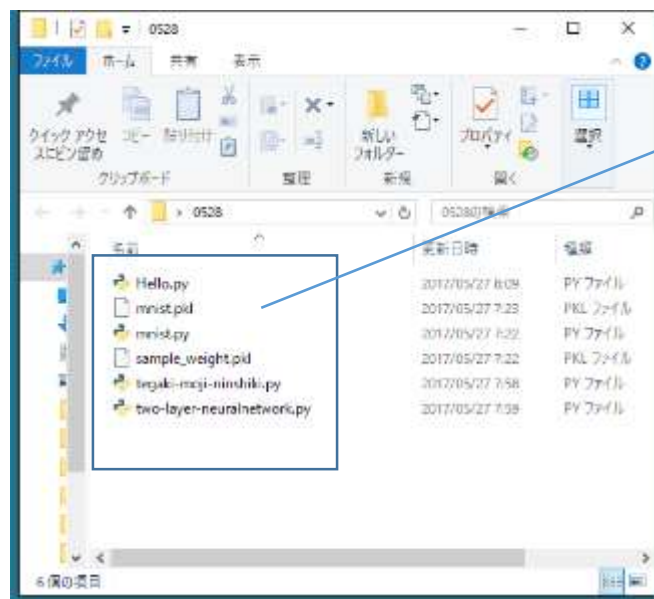 0528
ファイル ホーム 共有 表示
クイック アクセスにピン留め
コピー 貼り付け
新しいフォルダー
プロパティ
選択
クリップボード 整理 新規 開く
0528 0528の検索
名前 更新日時 種類
Hello.py 2017/05/27 PY ファイル
mnist.pkl 2017/05/27 7:23 PKL ファイル
mnist.py 2017/05/27 7:22 PY ファイル
sample_weight.pkl 2017/05/27 7:22 PKL ファイル
tegaki-moji-ninshiki.py 2017/05/27 7:58 PY ファイル
two-layer-neuralnetwork.py 2017/05/27 7:59 PY ファイル
6 個の項目